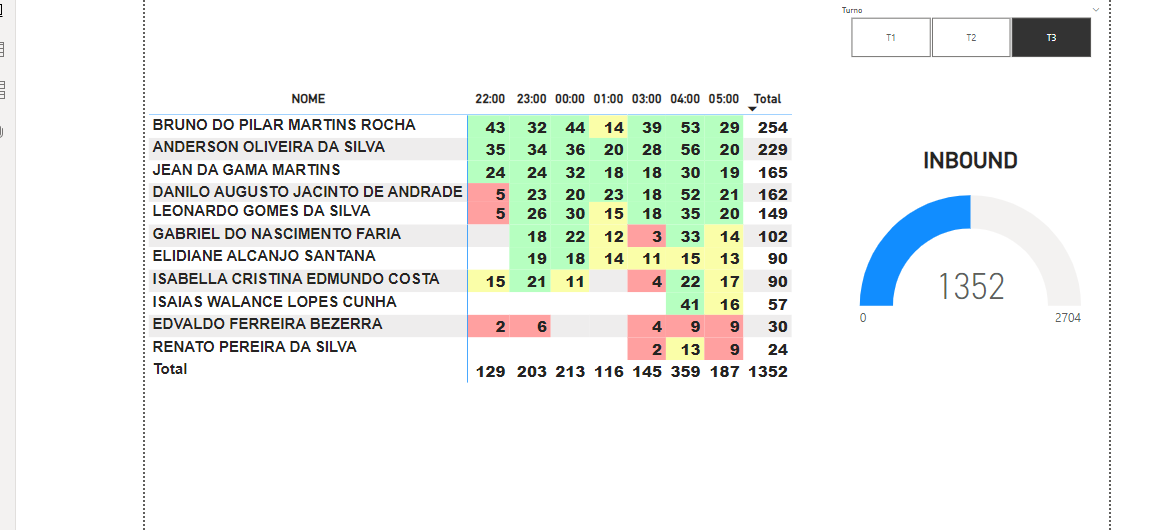 Turno
T1 T2 T3
NOME 22:00 23:00 00:00 01:00 03:00 04:00 05:00 Total
BRUNO DO PILAR MARTINS ROCHA 43 32 44 14 39 53 29 254
ANDERSON OLIVEIRA DA SILVA 35 34 36 20 28 56 20 229
JEAN DA GAMA MARTINS 24 24 32 18 18 30 19 165
DANILO AUGUSTO JACINTO DE ANDRADE 5 23 20 23 18 52 21 162
LEONARDO GOMES DA SILVA 5 26 30 15 18 35 20 149
GABRIEL DO NASCIMENTO FARIA 18 22 12 3 33 14 102
ELIDIANE ALCANJO SANTANA 19 18 14 11 15 13 90
ISABELLA CRISTINA EDMUNDO COSTA 15 21 11 4 22 17 90
ISAIAS WALANCE LOPES CUNHA 41 16 57
EDVALDO FERREIRA BEZERRA 2 6 4 9 9 30
RENATO PEREIRA DA SILVA 2 13 9 24
Total 129 203 213 116 145 359 187 1352
INBOUND
1352
0 2704